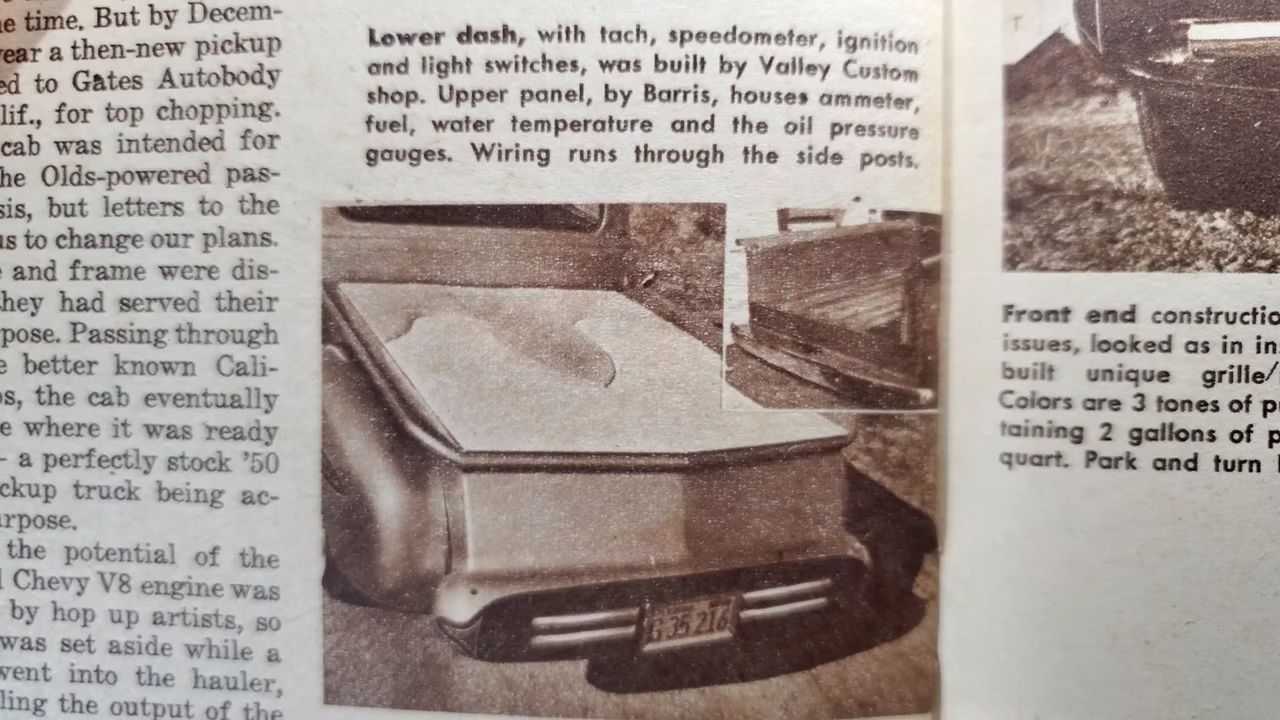 e time. But by Decem-
ear a then-new pickup
ed to Gates Autobody
lif., for top chopping.
cab was intended for
he Olds-powered pas-
sis, but letters to the
us to change our plans.
and frame were dis-
they had served their
pose. Passing through
e better known Cali-
os, the cab eventually
e where it was ready
- a perfectly stock '50
ckup truck being ac-
urpose.
the potential of the
l Chevy V8 engine was
by hop up artists, so
was set aside while a
went into the hauler,
ling the output of the
Lower dash, with tach, speedometer, ignition
and light switches, was built by Valley Custom
shop. Upper panel, by Barris, houses ammeter,
fuel, water temperature and the oil pressure
gauges. Wiring runs through the side posts.
G 35 216
Front end constructio
issues, looked as in in
built unique grille/
Colors are 3 tones of p
taining 2 gallons of p
quart. Park and turn l